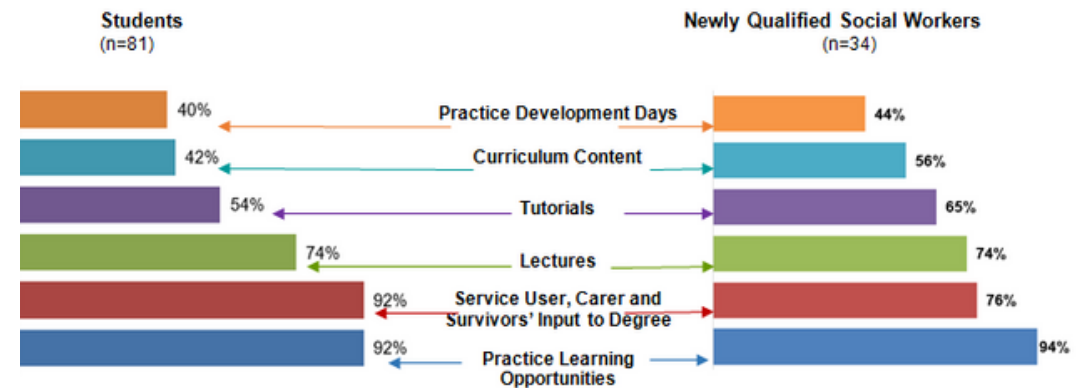 Students
(n=81)
Newly Qualified Social Workers
(n=34)
40%
Practice Development Days
44%
42%
Curriculum Content
56%
54%
Tutorials
65%
74%
Lectures
74%
92%
Service User, Carer and
Survivors' Input to Degree
76%
92%
Practice Learning
Opportunities
94%